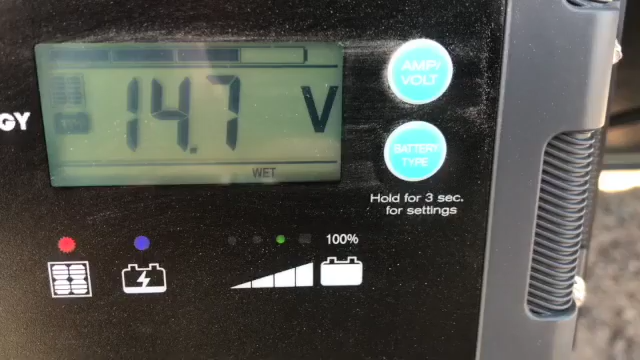 GY
14.7 V
WET
AMP/
VOLT
BATTERY
TYPE
Hold for 3 sec.
for settings
100%